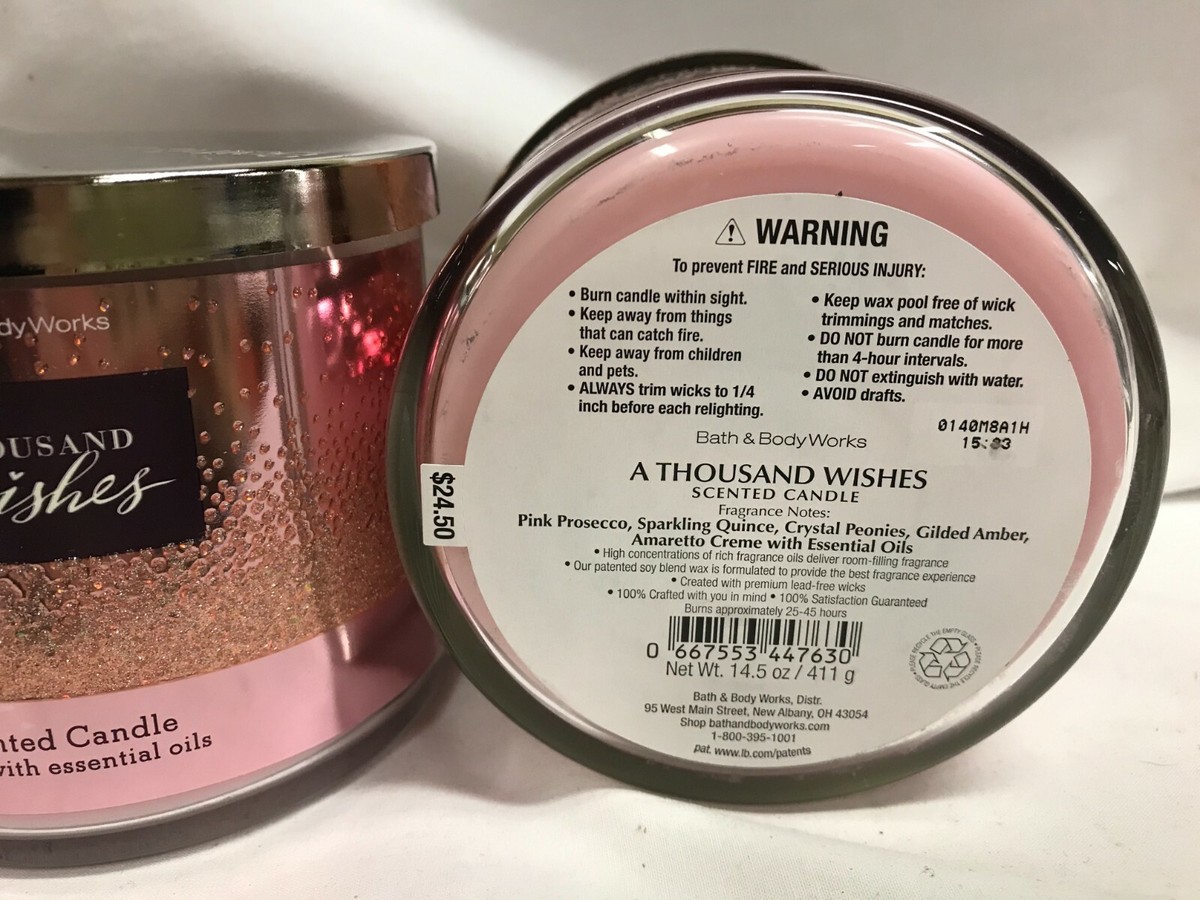 dyWorks
OUSAND
ishes
nted Candle
with essential oils
WARNING
To prevent FIRE and SERIOUS INJURY:
• Burn candle within sight.
• Keep away from things
that can catch fire.
• Keep away from children
and pets.
• ALWAYS trim wicks to 1/4
inch before each relighting.
• Keep wax pool free of wick
trimmings and matches.
• DO NOT burn candle for more
than 4-hour intervals.
• DO NOT extinguish with water.
• AVOID drafts.
0140M8A1H
Bath & Body Works
$24.50
A THOUSAND WISHES
SCENTED CANDLE
Fragrance Notes:
Pink Prosecco, Sparkling Quince, Crystal Peonies, Gilded Amber,
Amaretto Creme with Essential Oils
• High concentrations of rich fragrance oils deliver room-filling fragrance
• Our patented soy blend wax is formulated to provide the best fragrance experience
• Created with premium lead-free wicks
• 100% Crafted with you in mind • 100% Satisfaction Guaranteed
Burns approximately 25-45 hours
0 667553 447630
Net Wt. 14.5 oz / 411 g
PLEASE RECYCLE THE EMPTY GLASS •
Bath & Body Works, Distr.
95 West Main Street, New Albany, OH 43054
Shop bathandbodyworks.com
1-800-395-1001
pat. www.lb.com/patents